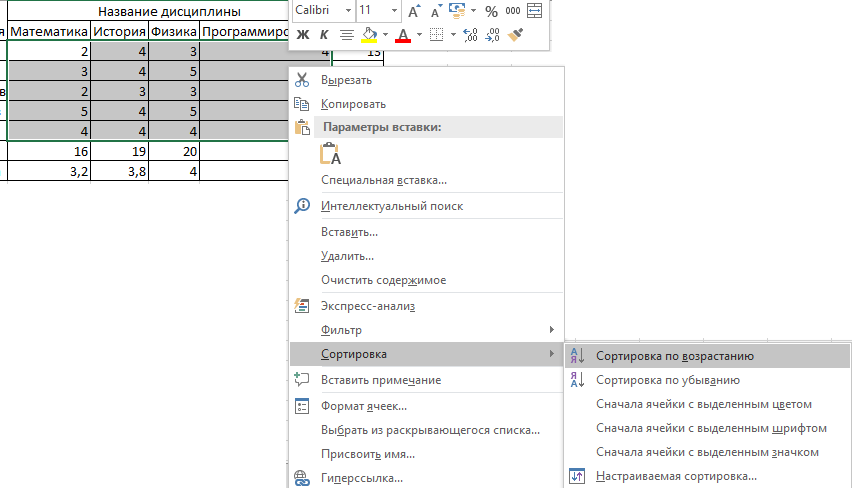 Название дисциплины
Calibri 11
Математика История Физика
Ж К
2 4 3 4 13
3 4 5
2 3 3
5 4 5
4 4 4
16 19 20
3,2 3,8 4
Вырезать
Копировать
Параметры вставки:
Специальная вставка...
Интеллектуальный поиск
Вставить...
Удалить...
Очистить содержимое
Экспресс-анализ
Фильтр
Сортировка
Вставить примечание
Формат ячеек...
Выбрать из раскрывающегося списка...
Присвоить имя...
Гиперссылка...
Сортировка по возрастанию
Сортировка по убыванию
Сначала ячейки с выделенным цветом
Сначала ячейки с выделенным шрифтом
Сначала ячейки с выделенным значком
Настраиваемая сортировка...